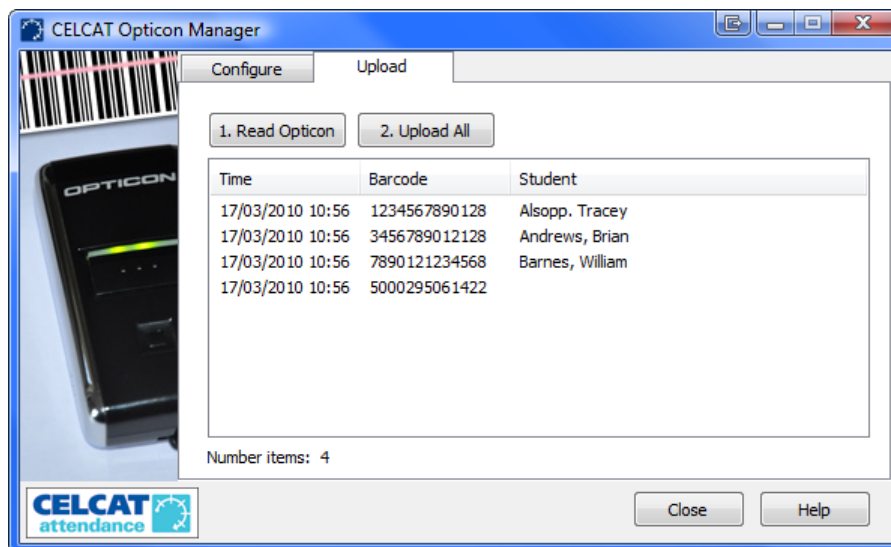 CELCAT Opticon Manager
Configure Upload
1. Read Opticon 2. Upload All
OPTICON
Time Barcode Student
17/03/2010 10:56 1234567890128 Alsopp. Tracey
17/03/2010 10:56 3456789012128 Andrews, Brian
17/03/2010 10:56 7890121234568 Barnes, William
17/03/2010 10:56 5000295061422
Number items: 4
CELCAT
attendance
Close Help